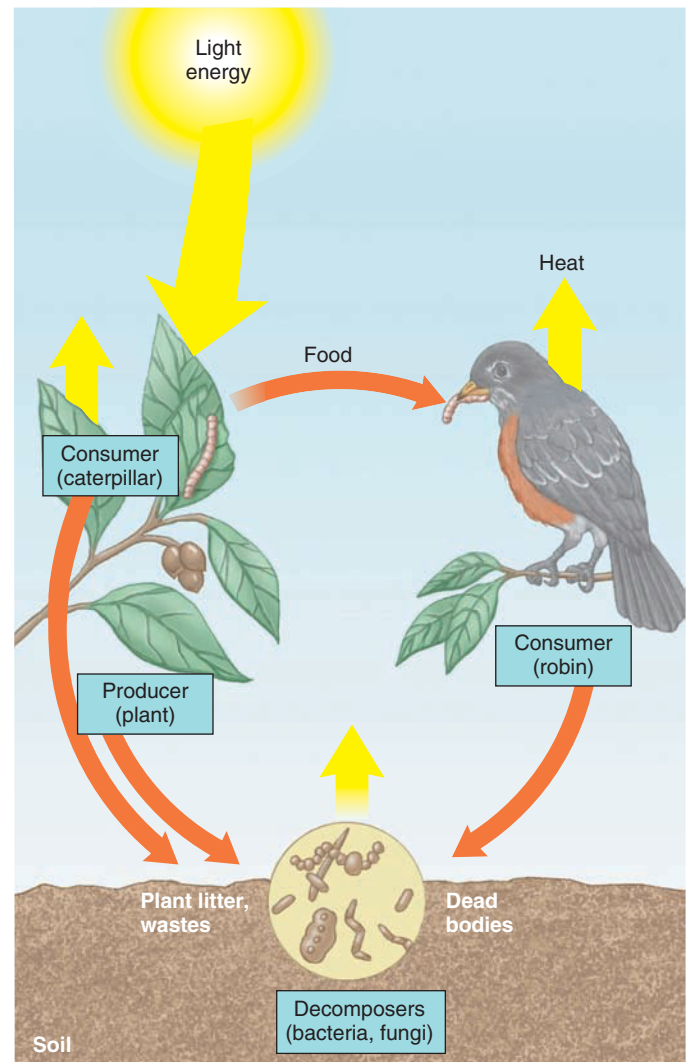 Light
energy
Heat
Food
Consumer
(caterpillar)
Consumer
(robin)
Producer
(plant)
Plant litter,
wastes
Dead
bodies
Decomposers
(bacteria, fungi)
Soil